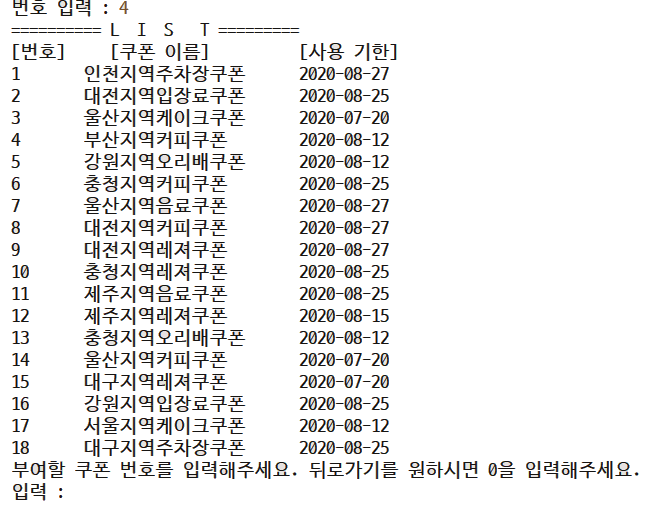 번호 입력 : 4
========== L I S T =========
[번호] [쿠폰 이름] [사용 기한]
1 인천지역주차장쿠폰 2020-08-27
2 대전지역입장료쿠폰 2020-08-25
3 울산지역케이크쿠폰 2020-07-20
4 부산지역커피쿠폰 2020-08-12
5 강원지역오리배쿠폰 2020-08-12
6 충청지역커피쿠폰 2020-08-25
7 울산지역음료쿠폰 2020-08-27
8 대전지역커피쿠폰 2020-08-27
9 대전지역레져쿠폰 2020-08-27
10 충청지역레져쿠폰 2020-08-25
11 제주지역음료쿠폰 2020-08-25
12 제주지역레져쿠폰 2020-08-15
13 충청지역오리배쿠폰 2020-08-12
14 울산지역커피쿠폰 2020-07-20
15 대구지역레져쿠폰 2020-07-20
16 강원지역입장료쿠폰 2020-08-25
17 서울지역케이크쿠폰 2020-08-12
18 대구지역주차장쿠폰 2020-08-25
부여할 쿠폰 번호를 입력해주세요. 뒤로가기를 원하시면 0을 입력해주세요.
입력 :